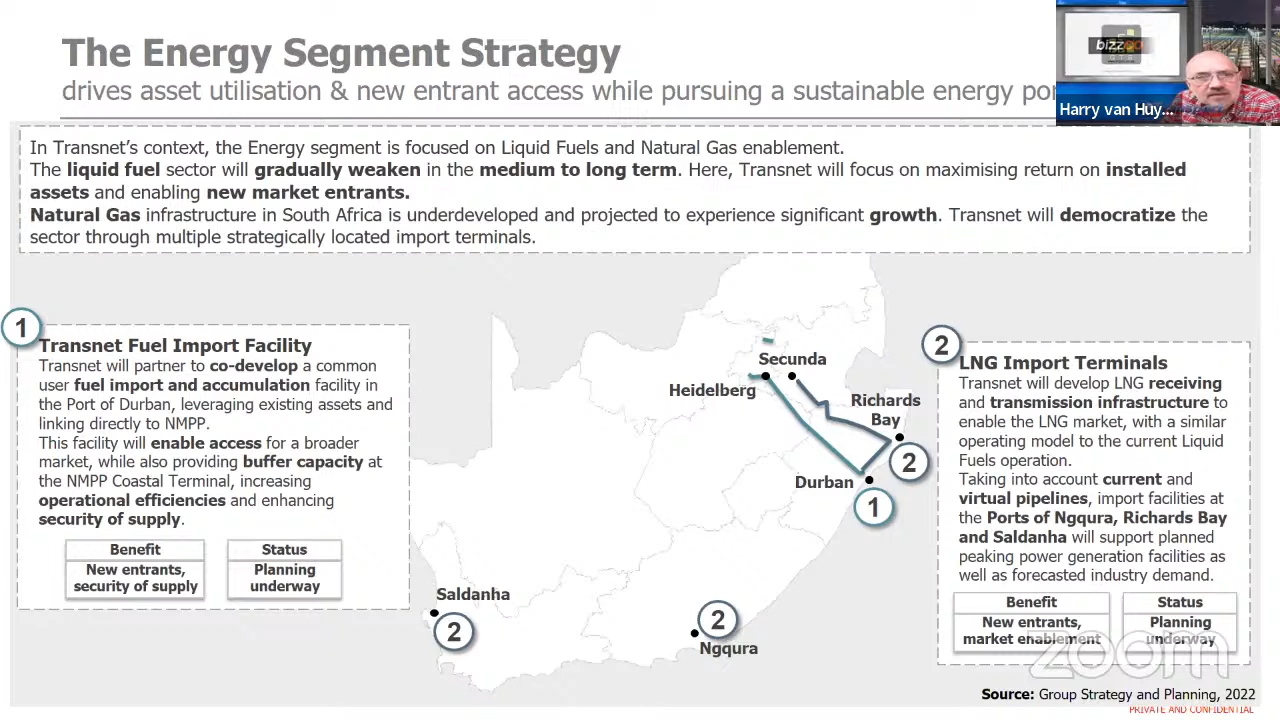 The Energy Segment Strategy
drives asset utilisation & new entrant access while pursuing a sustainable energy
Harry van Huy...
In Transnet's context, the Energy segment is focused on Liquid Fuels and Natural Gas enablement.
The liquid fuel sector will gradually weaken in the medium to long term. Here, Transnet will focus on maximising return on installed
assets and enabling new market entrants.
Natural Gas infrastructure in South Africa is underdeveloped and projected to experience significant growth. Transnet will democratize the
sector through multiple strategically located import terminals.
1
Transnet Fuel Import Facility
Transnet will partner to co-develop a common
user fuel import and accumulation facility in
the Port of Durban, leveraging existing assets and
linking directly to NMPP.
This facility will enable access for a broader
market, while also providing buffer capacity at
the NMPP Coastal Terminal, increasing
operational efficiencies and enhancing
security of supply.
Benefit
New entrants,
security of supply
Status
Planning
underway
Secunda
Heidelberg
Richards
Bay
2
Durban
1
Saldanha
2
2
Ngqura
2
LNG Import Terminals
Transnet will develop LNG receiving
and transmission infrastructure to
enable the LNG market, with a similar
operating model to the current Liquid
Fuels operation.
Taking into account current and
virtual pipelines, import facilities at
the Ports of Ngqura, Richards Bay
and Saldanha will support planned
peaking power generation facilities as
well as forecasted industry demand.
Benefit
New entrants,
market enablement
Status
Planning
underway
zoom
Source: Group Strategy and Planning, 2022
PRIVATE AND CONFIDENTIAL